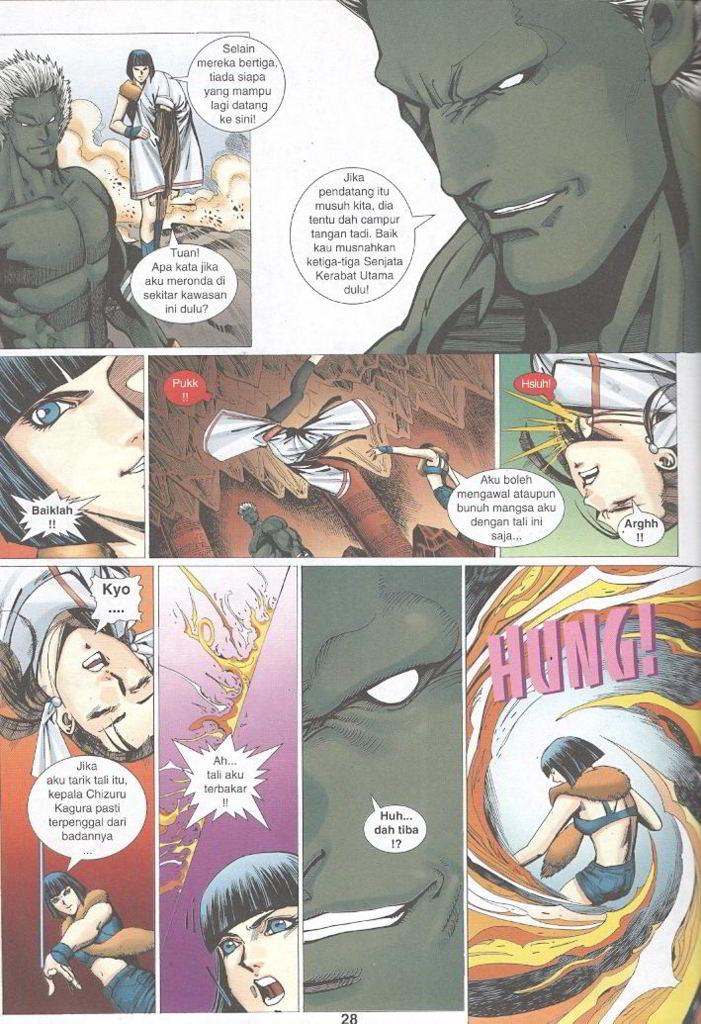 Selain
mereka bertiga,
tiada siapa
yang mampu
lagi datang
ke sini!
Tuan!
Apa kata jika
aku meronda di
sekitar kawasan
ini dulu?
Jika
pendatang itu
musuh kita, dia
tentu dah campur
tangan tadi. Baik
kau musnahkan
ketiga-tiga Senjata
Kerabat Utama
dulu!
Baiklah
!!
Pukk
!!
Aku boleh
mengawal ataupun
bunuh mangsa aku
dengan tali ini
saja...
Hsiuh!
Arghh
!!
Kyo
....
Jika
aku tarik tali itu,
kepala Chizuru
Kagura pasti
terpenggal dari
badannya
...
Ah...
tali aku
terbakar
!!
Huh...
dah tiba
!?
HUNG!
28